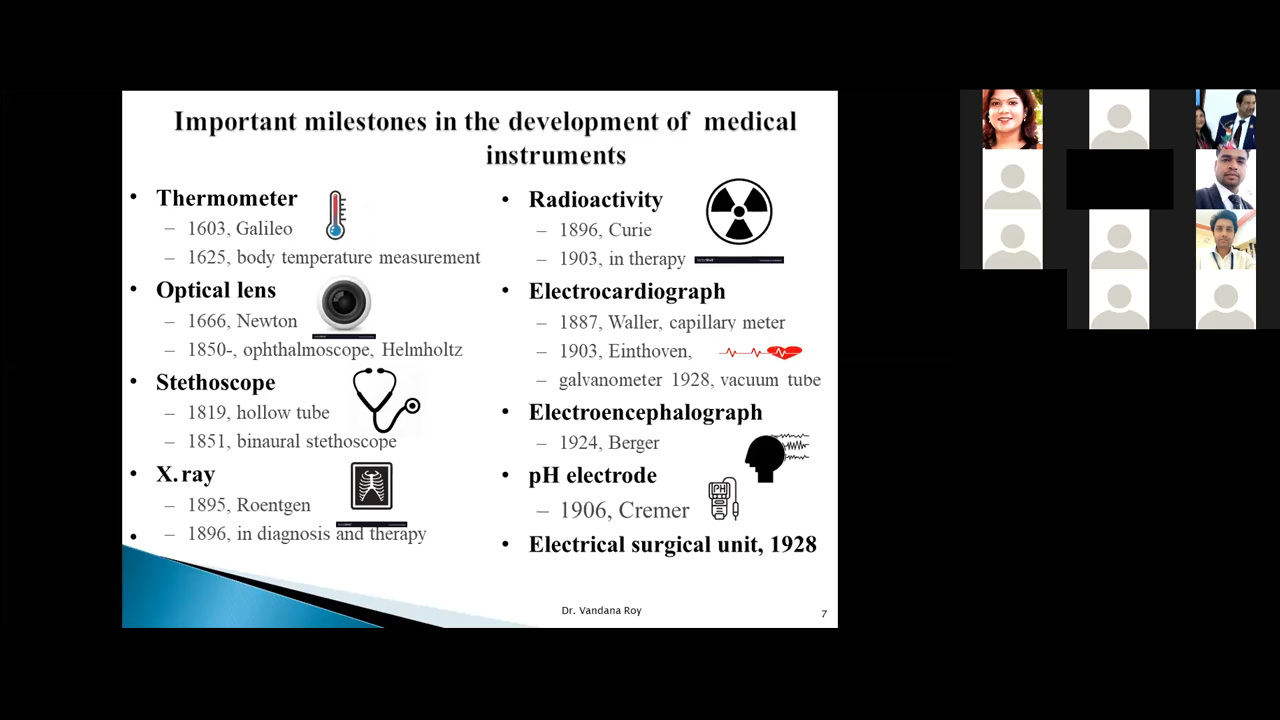 Important milestones in the development of medical
instruments
• Thermometer
– 1603, Galileo
– 1625, body temperature measurement
• Optical lens
– 1666, Newton
– 1850-, ophthalmoscope, Helmholtz
• Stethoscope
– 1819, hollow tube
– 1851, binaural stethoscope
• X.ray
– 1895, Roentgen
• – 1896, in diagnosis and therapy
• Radioactivity
– 1896, Curie
– 1903, in therapy
• Electrocardiograph
– 1887, Waller, capillary meter
– 1903, Einthoven,
– galvanometer 1928, vacuum tube
• Electroencephalograph
– 1924, Berger
• pH electrode
– 1906, Cremer
PH
• Electrical surgical unit, 1928
Dr. Vandana Roy
7